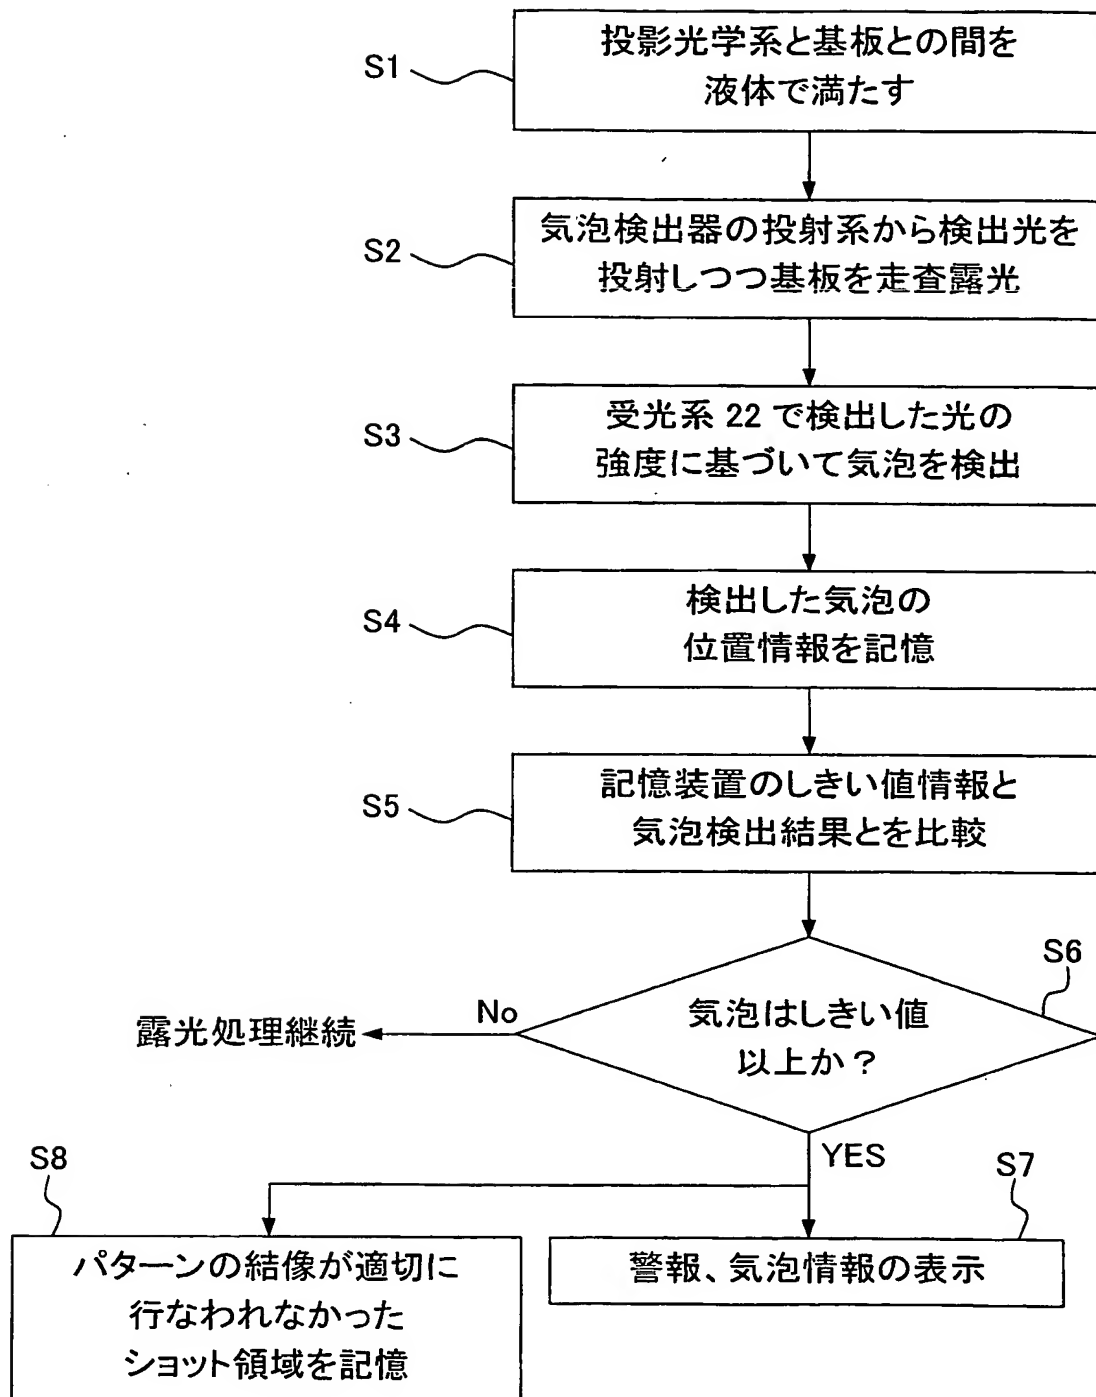 S1
投影光学系と基板との間を
液体で満たす
S2
気泡検出器の投射系から検出光を
投射しつつ基板を走査露光
S3
受光系 22 で検出した光の
強度に基づいて気泡を検出
S4
検出した気泡の
位置情報を記憶
S5
記憶装置のしきい値情報と
気泡検出結果とを比較
S6
気泡はしきい値
以上か？
No
露光処理継続
YES
S8
パターンの結像が適切に
行なわれなかった
ショット領域を記憶
S7
警報、気泡情報の表示